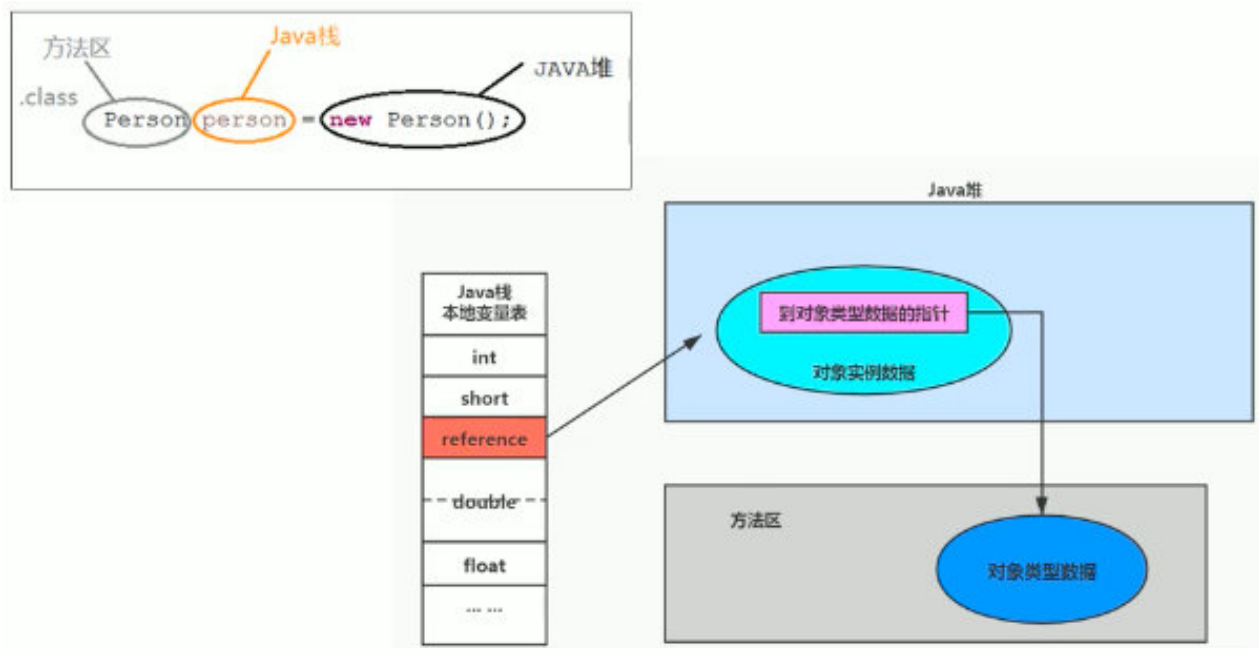 方法区
Java栈
JAVA堆
.class
Person person = new Person();
Java堆
Java栈
本地变量表
int
short
reference
double
float
... ...
到对象类型数据的指针
对象实例数据
方法区
对象类型数据